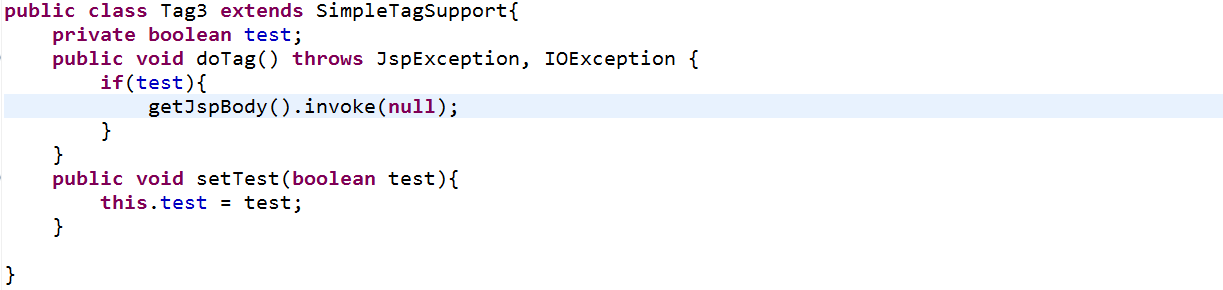 public class Tag3 extends SimpleTagSupport{
    private boolean test;
    public void doTag() throws JspException, IOException {
        if(test){
            getJspBody().invoke(null);
        }
    }
    public void setTest(boolean test){
        this.test = test;
    }

}